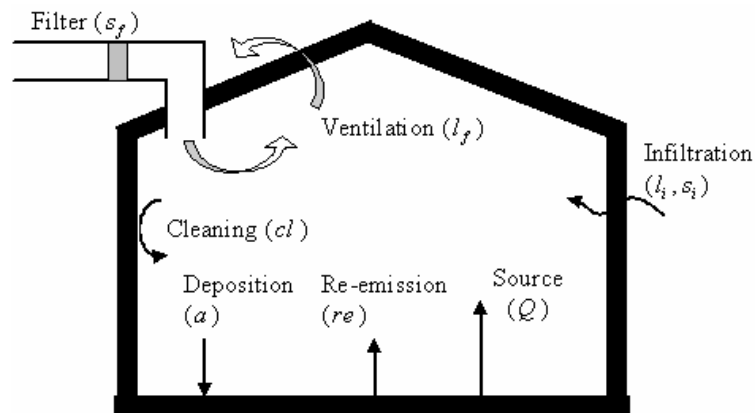 Filter (s_f)
Ventilation (l_f)
Infiltration
(l_i, s_i)
Cleaning (cl)
Deposition
(a)
Re-emission
(re)
Source
(Q)